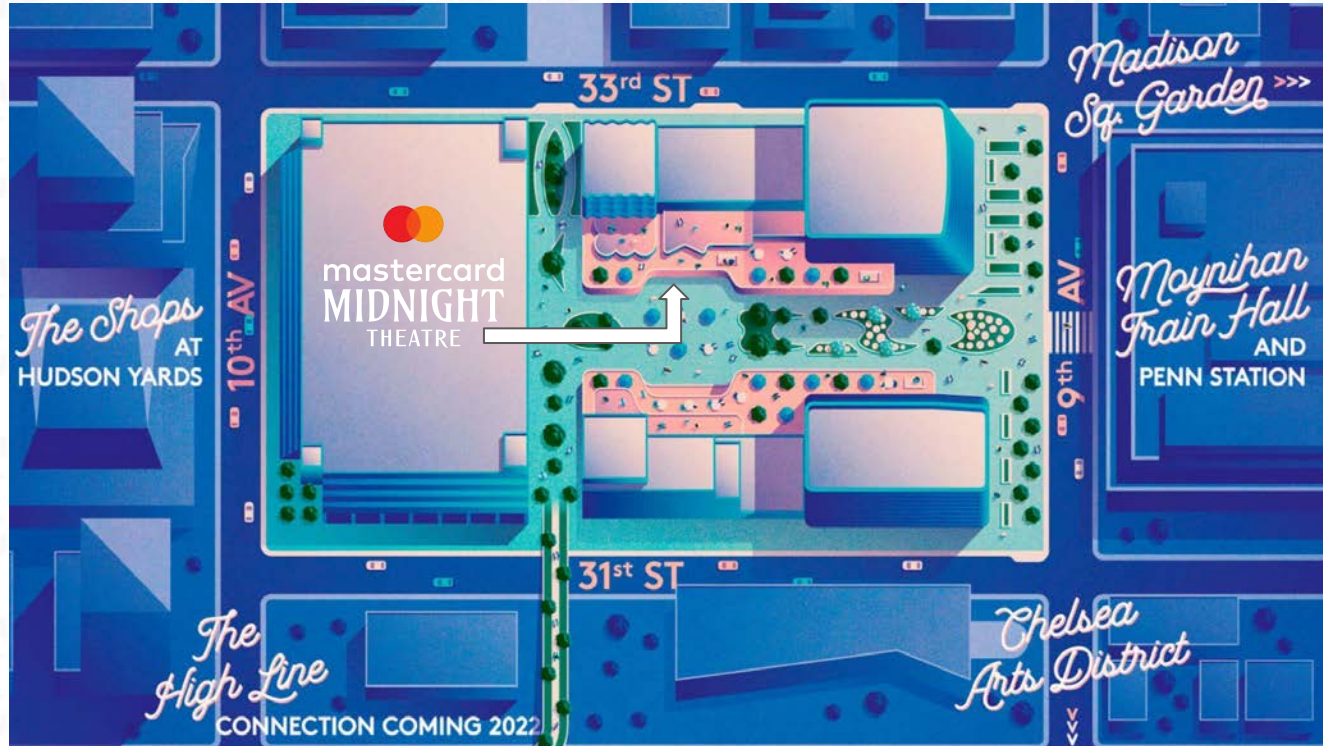 Madison
Sq. Garden >>>
33rd ST
mastercard
MIDNIGHT
THEATRE
The Shops
AT
HUDSON YARDS
10th AV
9th AV
Moynihan
Train Hall
AND
PENN STATION
31st ST
The
High Line
CONNECTION COMING 2022
Chelsea
Arts District
>>